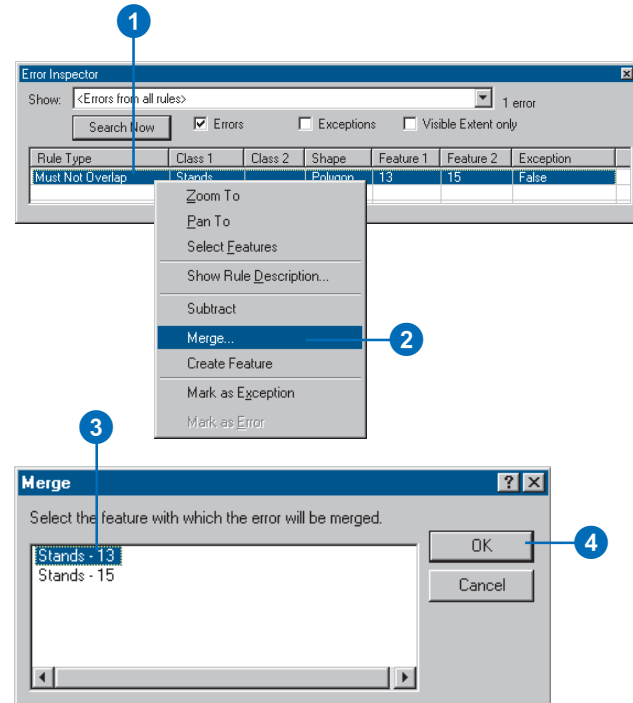 1
Error Inspector
Show: <Errors from all rules> 1 error
Search Now Errors Exceptions Visible Extent only
Rule Type Class 1 Class 2 Shape Feature 1 Feature 2 Exception
Must Not Overlap Stands Polygon 13 15 False
Zoom To
Pan To
Select Features
Show Rule Description...
Subtract
Merge...
2
Create Feature
Mark as Exception
Mark as Error
3
Merge
Select the feature with which the error will be merged.
Stands - 13
Stands - 15
OK
4
Cancel